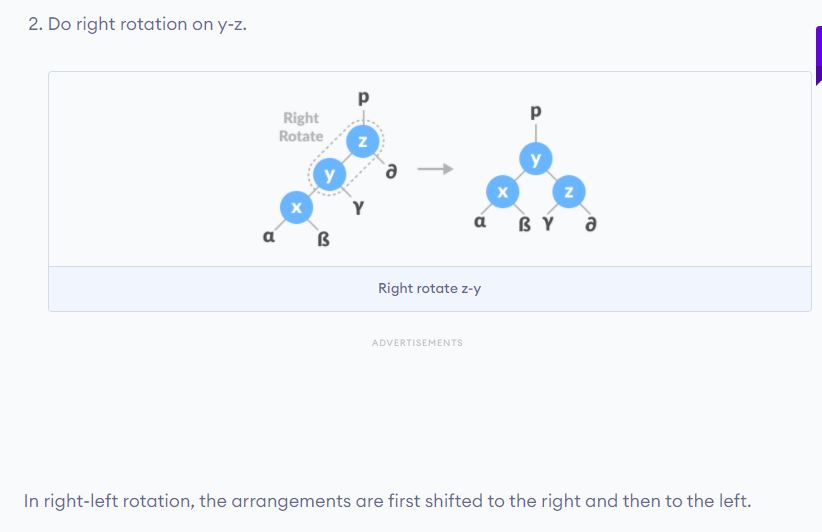 2. Do right rotation on y-z.
p
Right
Rotate
z
∂
y
γ
x
α
ß
p
y
x
z
α
ß
γ
∂
Right rotate z-y
ADVERTISEMENTS
In right-left rotation, the arrangements are first shifted to the right and then to the left.